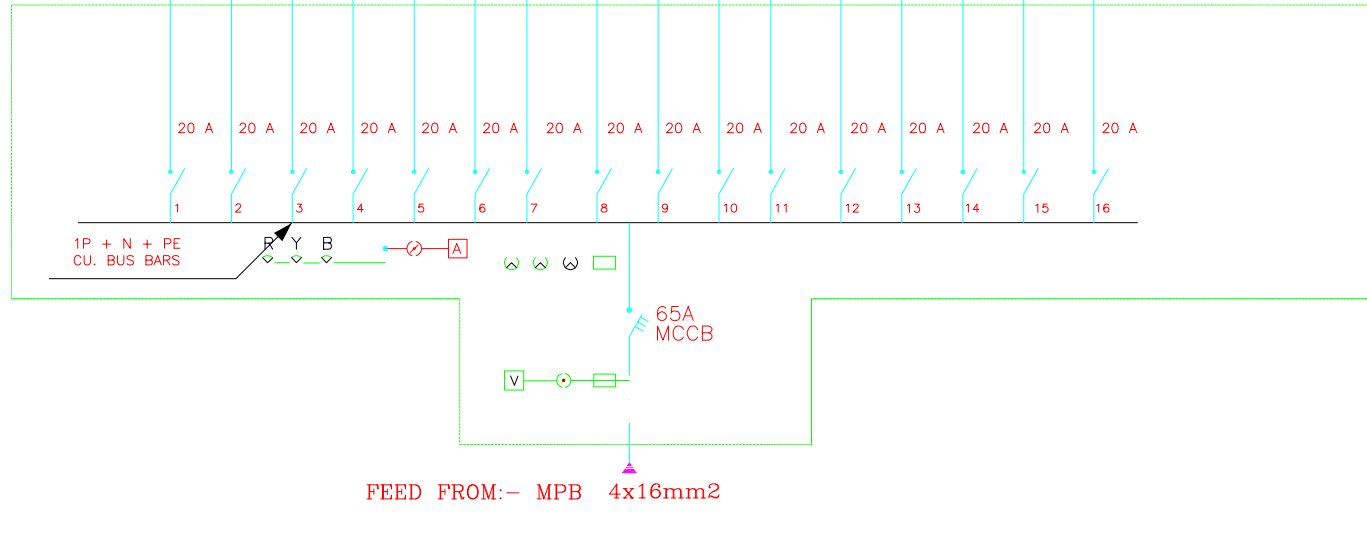 20 A 20 A 20 A 20 A 20 A 20 A 20 A 20 A 20 A 20 A 20 A 20 A 20 A 20 A 20 A 20 A
1 2 3 4 5 6 7 8 9 10 11 12 13 14 15 16
1P + N + PE
CU. BUS BARS
R Y B
A
65A
MCCB
V
FEED FROM:- MPB 4x16mm2